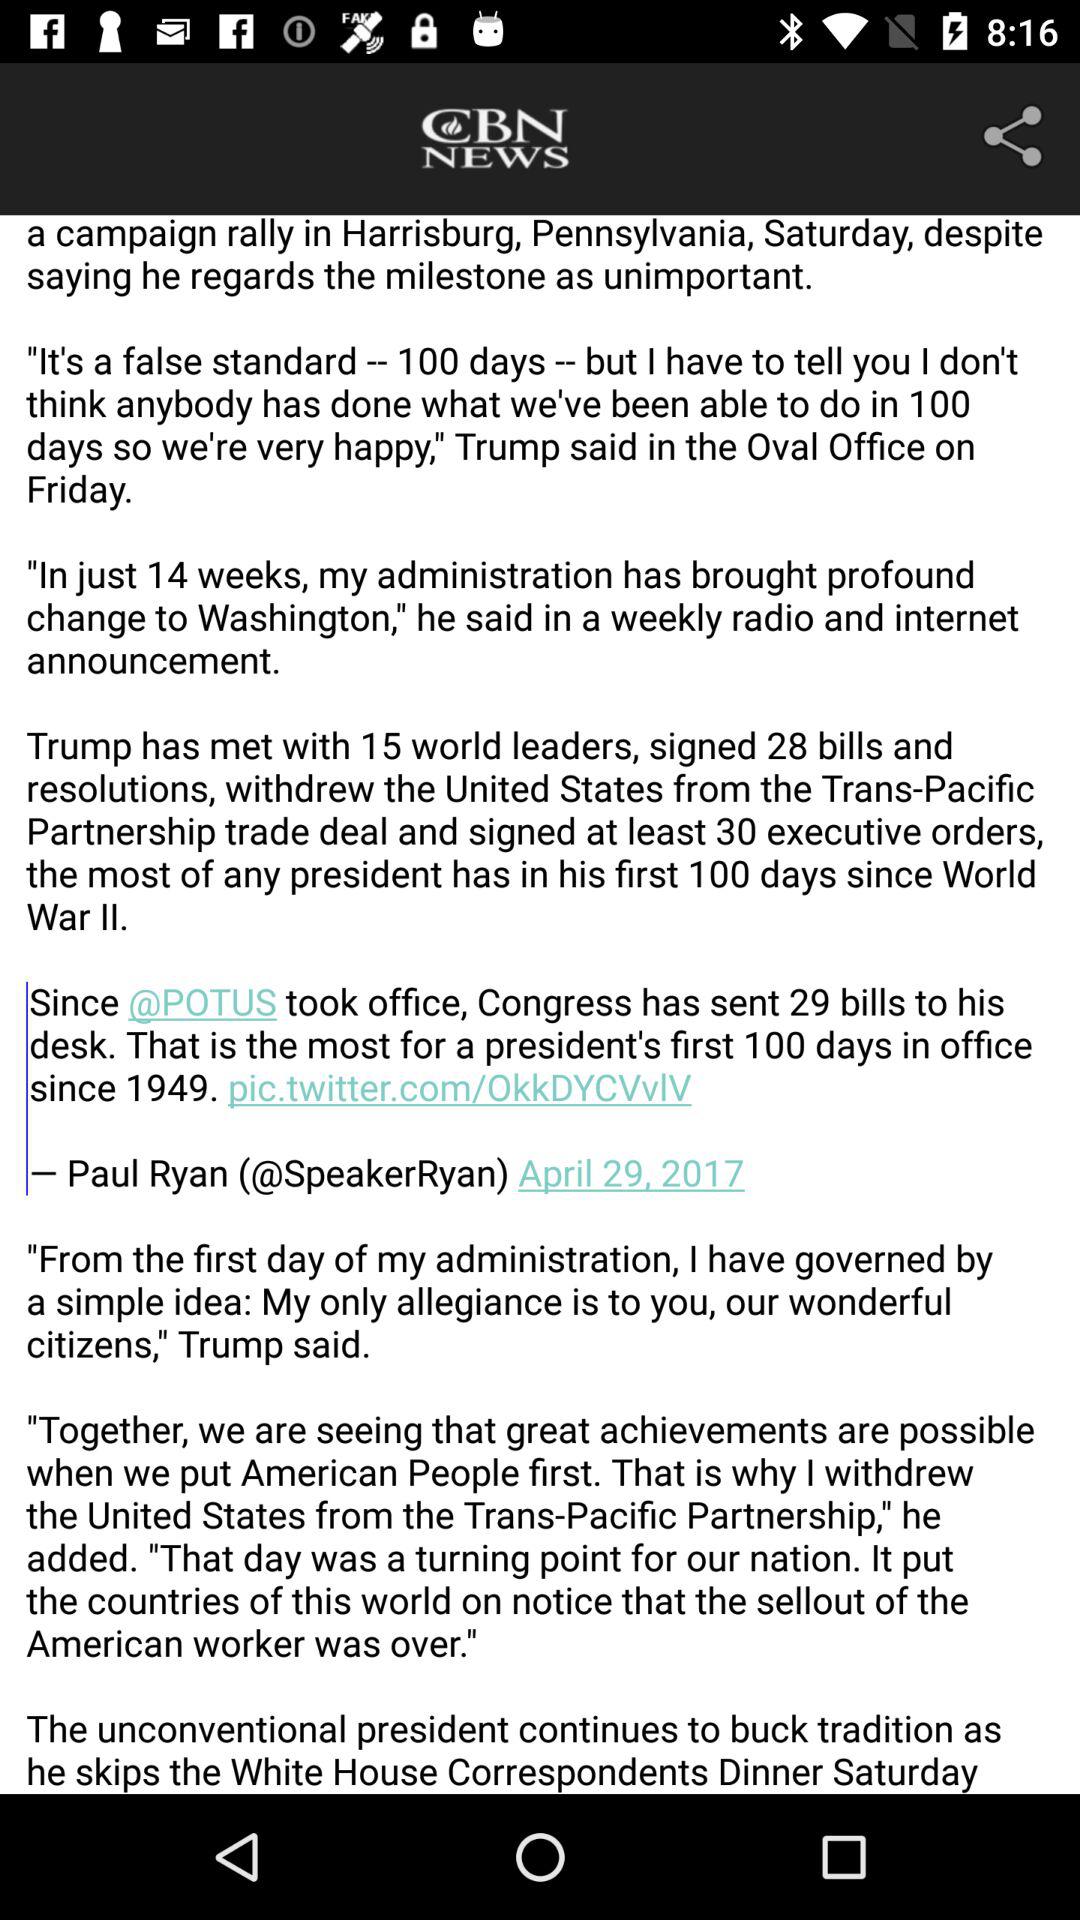 FAKE
8:16
CBN
NEWS
a campaign rally in Harrisburg, Pennsylvania, Saturday, despite
saying he regards the milestone as unimportant.
"It's a false standard -- 100 days -- but I have to tell you I don't
think anybody has done what we've been able to do in 100
days so we're very happy," Trump said in the Oval Office on
Friday.
"In just 14 weeks, my administration has brought profound
change to Washington," he said in a weekly radio and internet
announcement.
Trump has met with 15 world leaders, signed 28 bills and
resolutions, withdrew the United States from the Trans-Pacific
Partnership trade deal and signed at least 30 executive orders,
the most of any president has in his first 100 days since World
War II.
Since @POTUS took office, Congress has sent 29 bills to his
desk. That is the most for a president's first 100 days in office
since 1949. pic.twitter.com/OkkDYCVvlV
— Paul Ryan (@SpeakerRyan) April 29, 2017
"From the first day of my administration, I have governed by
a simple idea: My only allegiance is to you, our wonderful
citizens," Trump said.
"Together, we are seeing that great achievements are possible
when we put American People first. That is why I withdrew
the United States from the Trans-Pacific Partnership," he
added. "That day was a turning point for our nation. It put
the countries of this world on notice that the sellout of the
American worker was over."
The unconventional president continues to buck tradition as
he skips the White House Correspondents Dinner Saturday